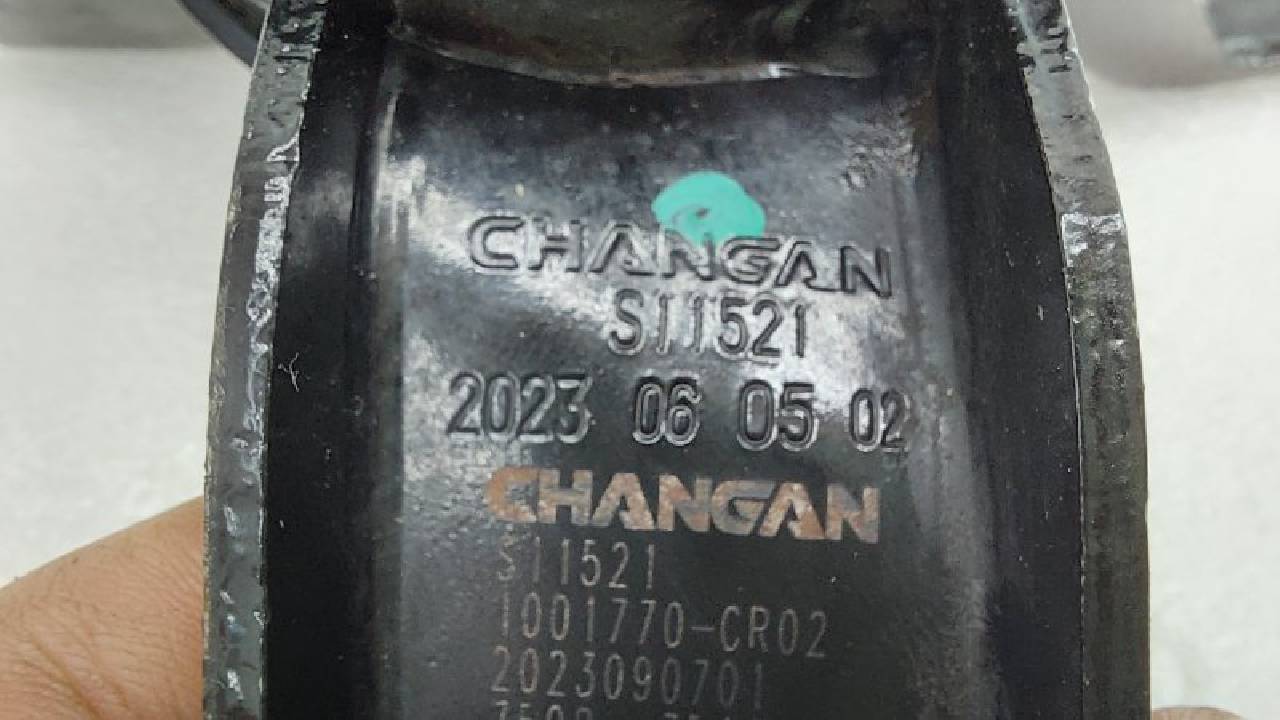 CHANGAN
S11521
2023 06 05 02
CHANGAN
S11521
1001770-CR02
2023090701